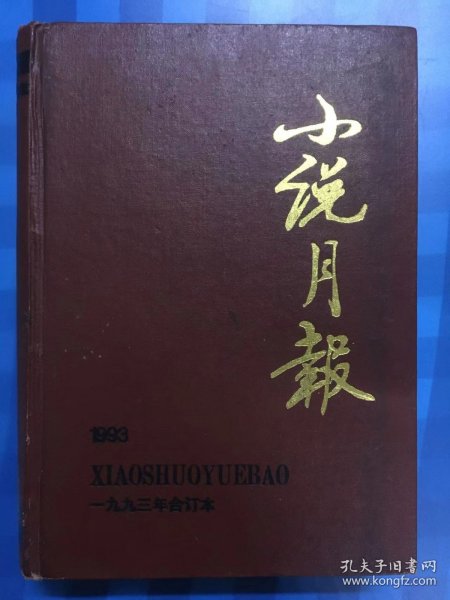 小说月報
1993
XIAOSHUOYUEBAO
一九九三年合订本
孔夫子旧书网
www.kongfz.com